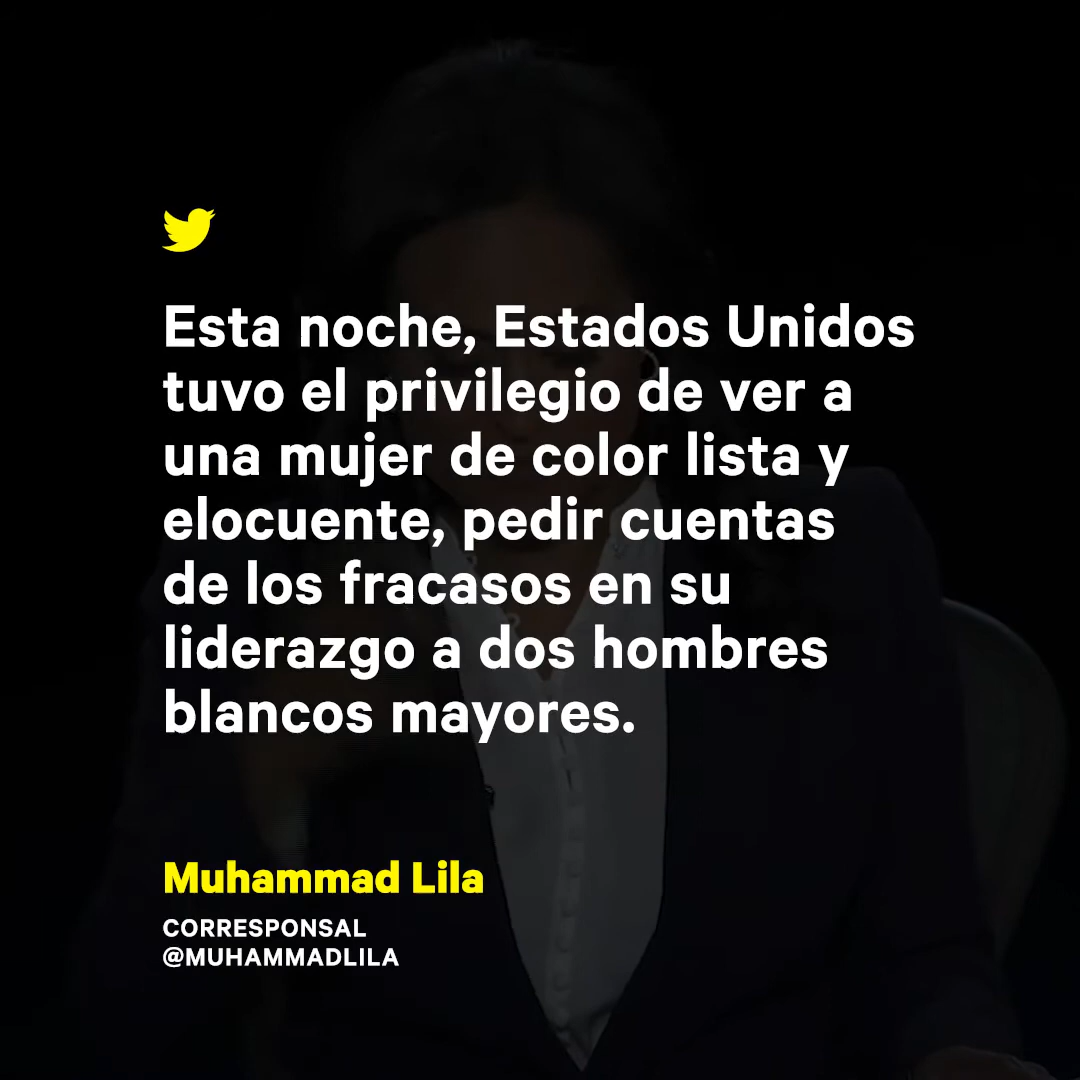 Esta noche, Estados Unidos
tuvo el privilegio de ver a
una mujer de color lista y
elocuente, pedir cuentas
de los fracasos en su
liderazgo a dos hombres
blancos mayores.
Muhammad Lila
CORRESPONSAL
@MUHAMMADLILA